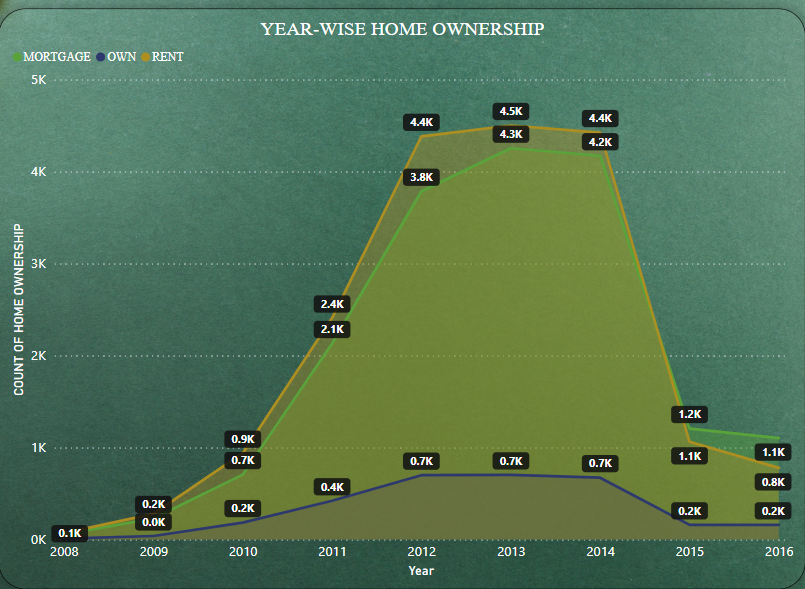 YEAR-WISE HOME OWNERSHIP
MORTGAGE OWN RENT
5K
4.5K
4.4K 4.4K
4.3K
4.2K
4K
3.8K
3K
2.4K
2.1K
2K
1.2K
1K
0.9K
1.1K
1.1K
0.7K
0.7K 0.7K 0.7K
0.8K
0.4K
0.2K
0.2K
0.2K 0.2K
0.0K
0.1K
0K
2008 2009 2010 2011 2012 2013 2014 2015 2016
Year
COUNT OF HOME OWNERSHIP